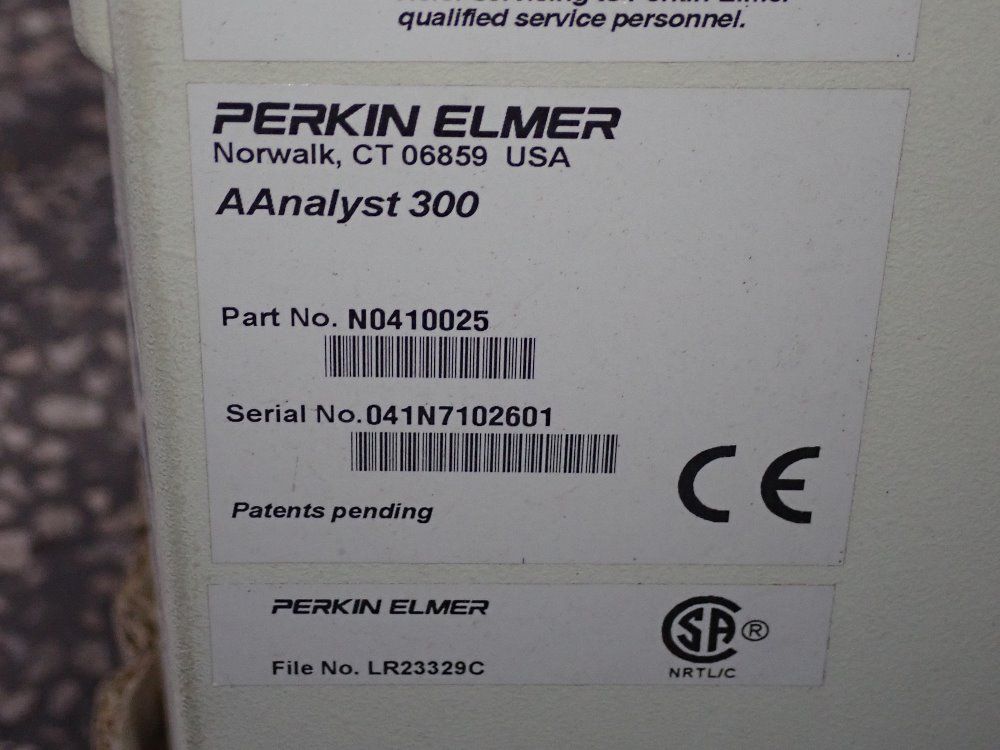 qualified service personnel.
PERKIN ELMER
Norwalk, CT 06859 USA
AAnalyst 300
Part No. N0410025
Serial No.041N7102601
CE
Patents pending
PERKIN ELMER
SA ®
File No. LR23329C
NRTL/C